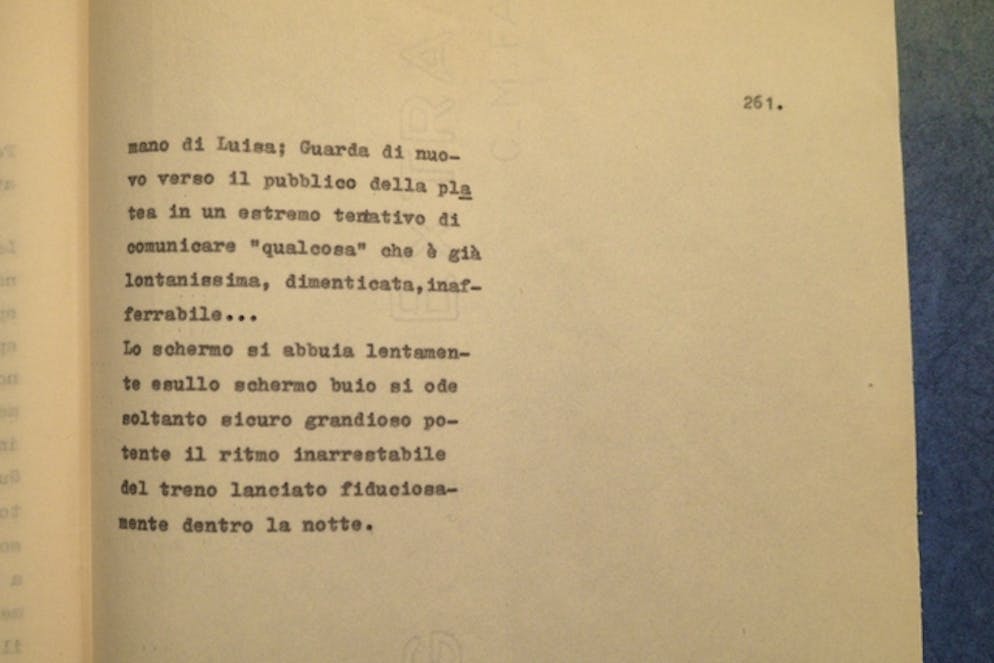 261.
mano di Luisa; Guarda di nuo-
vo verso il pubblico della pla
tea in un estremo tentativo di
comunicare "qualcosa" che è già
lontanissima, dimenticata,inaf-
ferrabile...
Lo schermo si abbuia lentamen-
te esullo schermo buio si ode
soltanto sicuro grandioso po-
tente il ritmo inarrestabile
del treno lanciato fiduciosa-
mente dentro la notte.